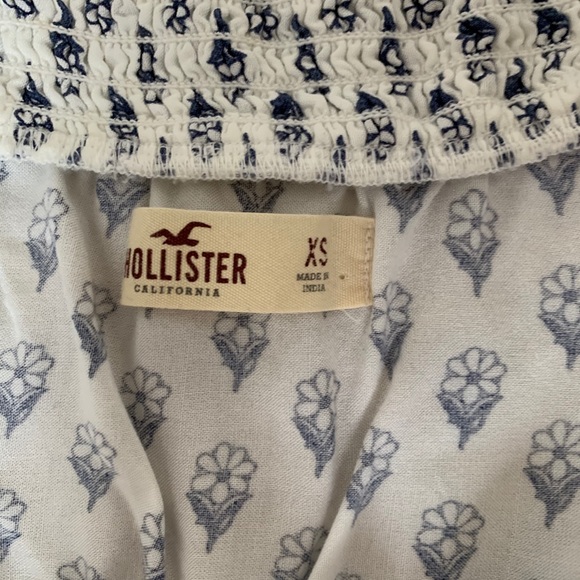 HOLLISTER
CALIFORNIA
XS
MADE IN
INDIA